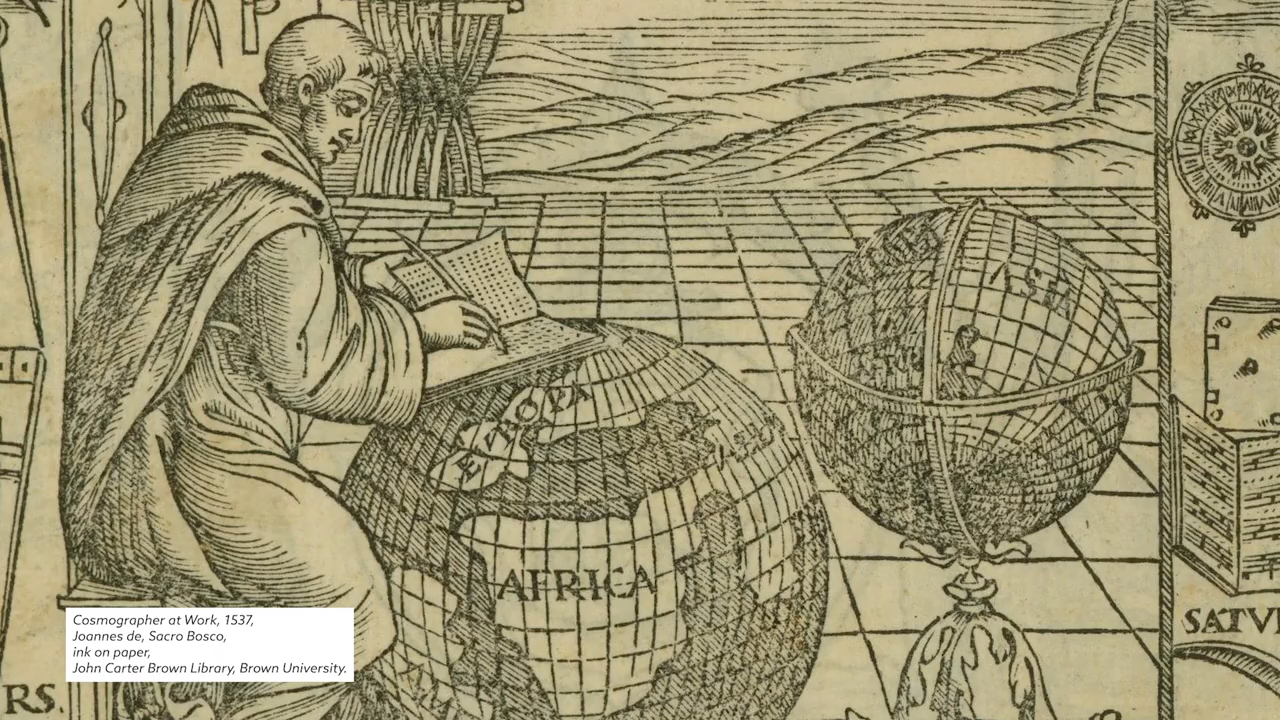 ASIA
EVROPA
AFRICA
SATV
RS.
Cosmographer at Work, 1537,
Joannes de, Sacro Bosco,
ink on paper,
John Carter Brown Library, Brown University.